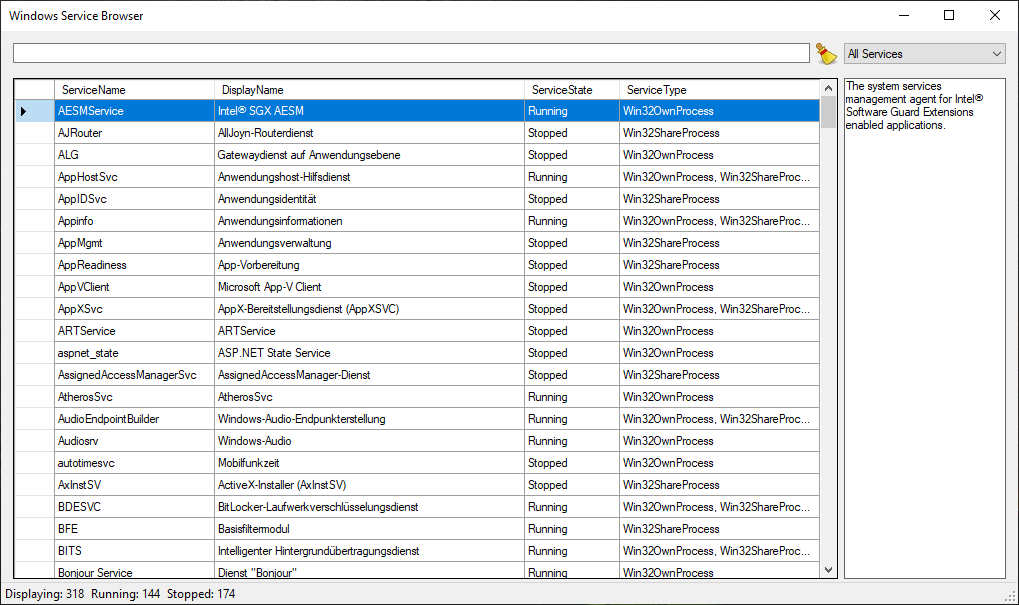 Windows Service Browser
All Services
ServiceName DisplayName ServiceState ServiceType
AESMService Intel® SGX AESM Running Win32OwnProcess
AJRouter AllJoyn-Routerdienst Stopped Win32ShareProcess
ALG Gatewaydienst auf Anwendungsebene Stopped Win32OwnProcess
AppHostSvc Anwendungshost-Hilfsdienst Running Win32OwnProcess, Win32ShareProc...
AppIDSvc Anwendungsidentität Stopped Win32ShareProcess
Appinfo Anwendungsinformationen Running Win32OwnProcess, Win32ShareProc...
AppMgmt Anwendungsverwaltung Stopped Win32ShareProcess
AppReadiness App-Vorbereitung Stopped Win32ShareProcess
AppVClient Microsoft App-V Client Stopped Win32OwnProcess
AppXSvc AppX-Bereitstellungsdienst (AppXSVC) Stopped Win32OwnProcess, Win32ShareProc...
ARTService ARTService Stopped Win32OwnProcess
aspnet_state ASP.NET State Service Stopped Win32OwnProcess
AssignedAccessManagerSvc AssignedAccessManager-Dienst Stopped Win32ShareProcess
AtherosSvc AtherosSvc Running Win32OwnProcess
AudioEndpointBuilder Windows-Audio-Endpunkterstellung Running Win32OwnProcess, Win32ShareProc...
Audiosrv Windows-Audio Running Win32OwnProcess
autotimesvc Mobilfunkzeit Stopped Win32OwnProcess
AxInstSV ActiveX-Installer (AxInstSV) Stopped Win32ShareProcess
BDESVC BitLocker-Laufwerkverschlüsselungsdienst Running Win32OwnProcess, Win32ShareProc...
BFE Basisfiltermodul Running Win32ShareProcess
BITS Intelligenter Hintergrundübertragungsdienst Running Win32OwnProcess, Win32ShareProc...
Bonjour Service Dienst "Bonjour" Running Win32OwnProcess
The system services
management agent for Intel®
Software Guard Extensions
enabled applications.
Displaying: 318 Running: 144 Stopped: 174